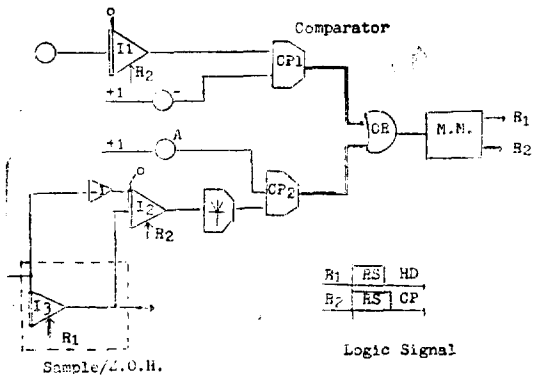 o
Comparator
I1
R2
CP1
+1
-
OR
M.M.
R1
R2
+1
A
o
-1
I2
R2
CP2
I3
R1
Sample/Z.O.H.
R1 RS HD
R2 RS CP
Logic Signal